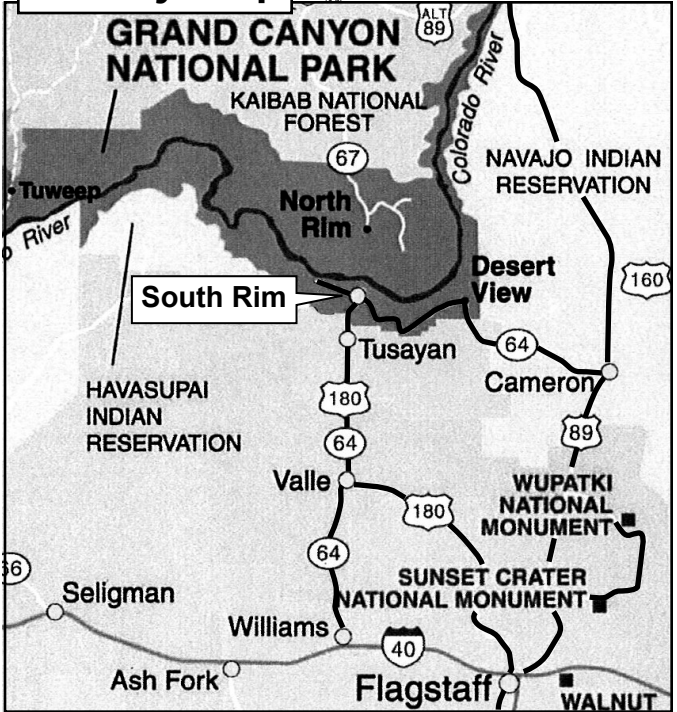 ALT
89
GRAND CANYON
NATIONAL PARK
KAIBAB NATIONAL
FOREST
Colorado River
67
NAVAJO INDIAN
RESERVATION
Tuweep
North
Rim
River
160
Desert
View
South Rim
64
Tusayan
Cameron
HAVASUPAI
INDIAN
RESERVATION
180
89
64
Valle
WUPATKI
NATIONAL
MONUMENT
180
64
66
SUNSET CRATER
NATIONAL MONUMENT
Seligman
Williams
40
Ash Fork
Flagstaff
WALNUT